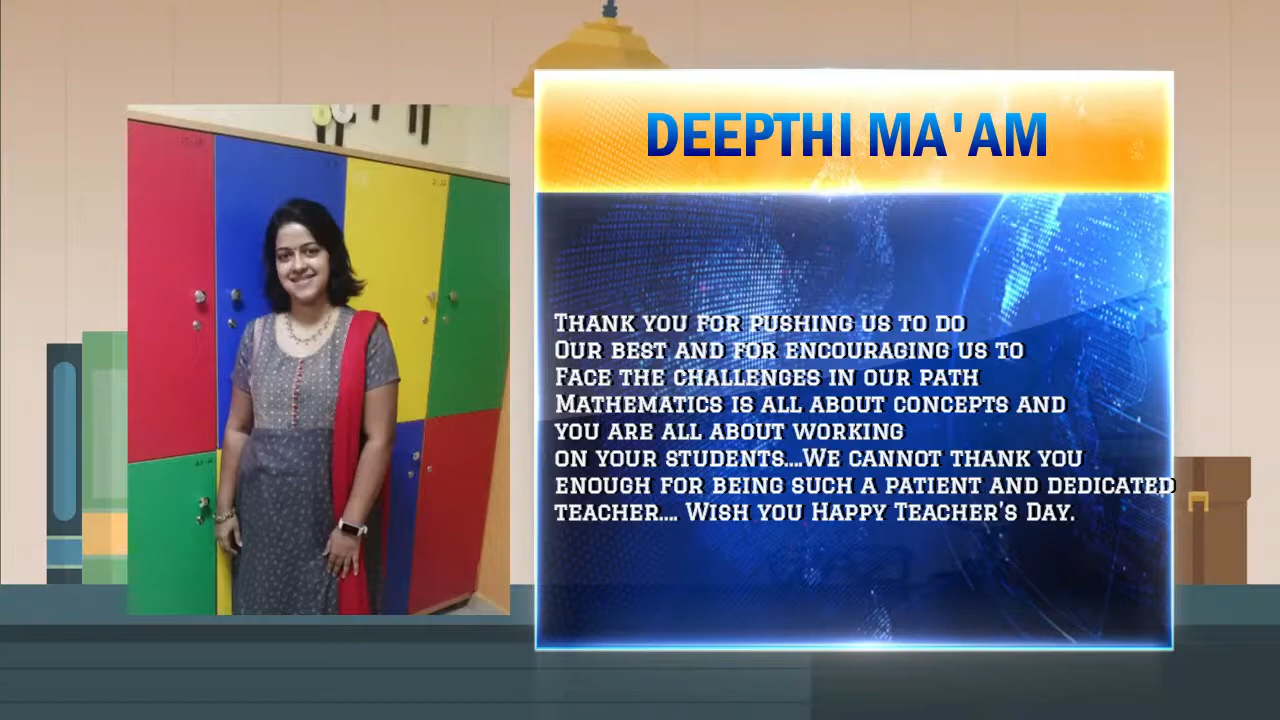 DEEPTHI MA'AM
Thank you for pushing us to do
Our best and for encouraging us to
Face the challenges in our path
Mathematics is all about concepts and
you are all about working
on your students....We cannot thank you
enough for being such a patient and dedicated
teacher.... Wish you Happy Teacher's Day.